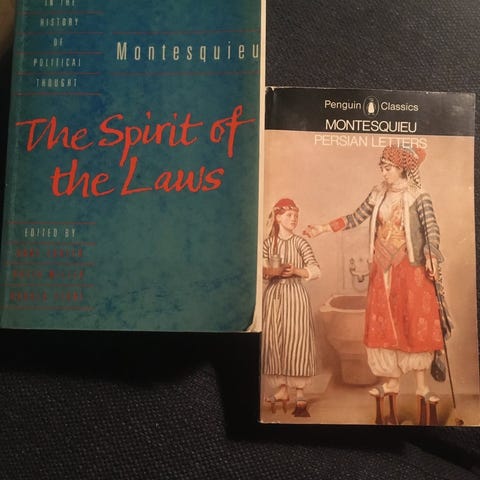 IN THE
HISTORY
OF
POLITICAL
THOUGHT
Montesquieu
The Spirit of
the Laws
EDITED BY
Penguin Classics
MONTESQUIEU
PERSIAN LETTERS